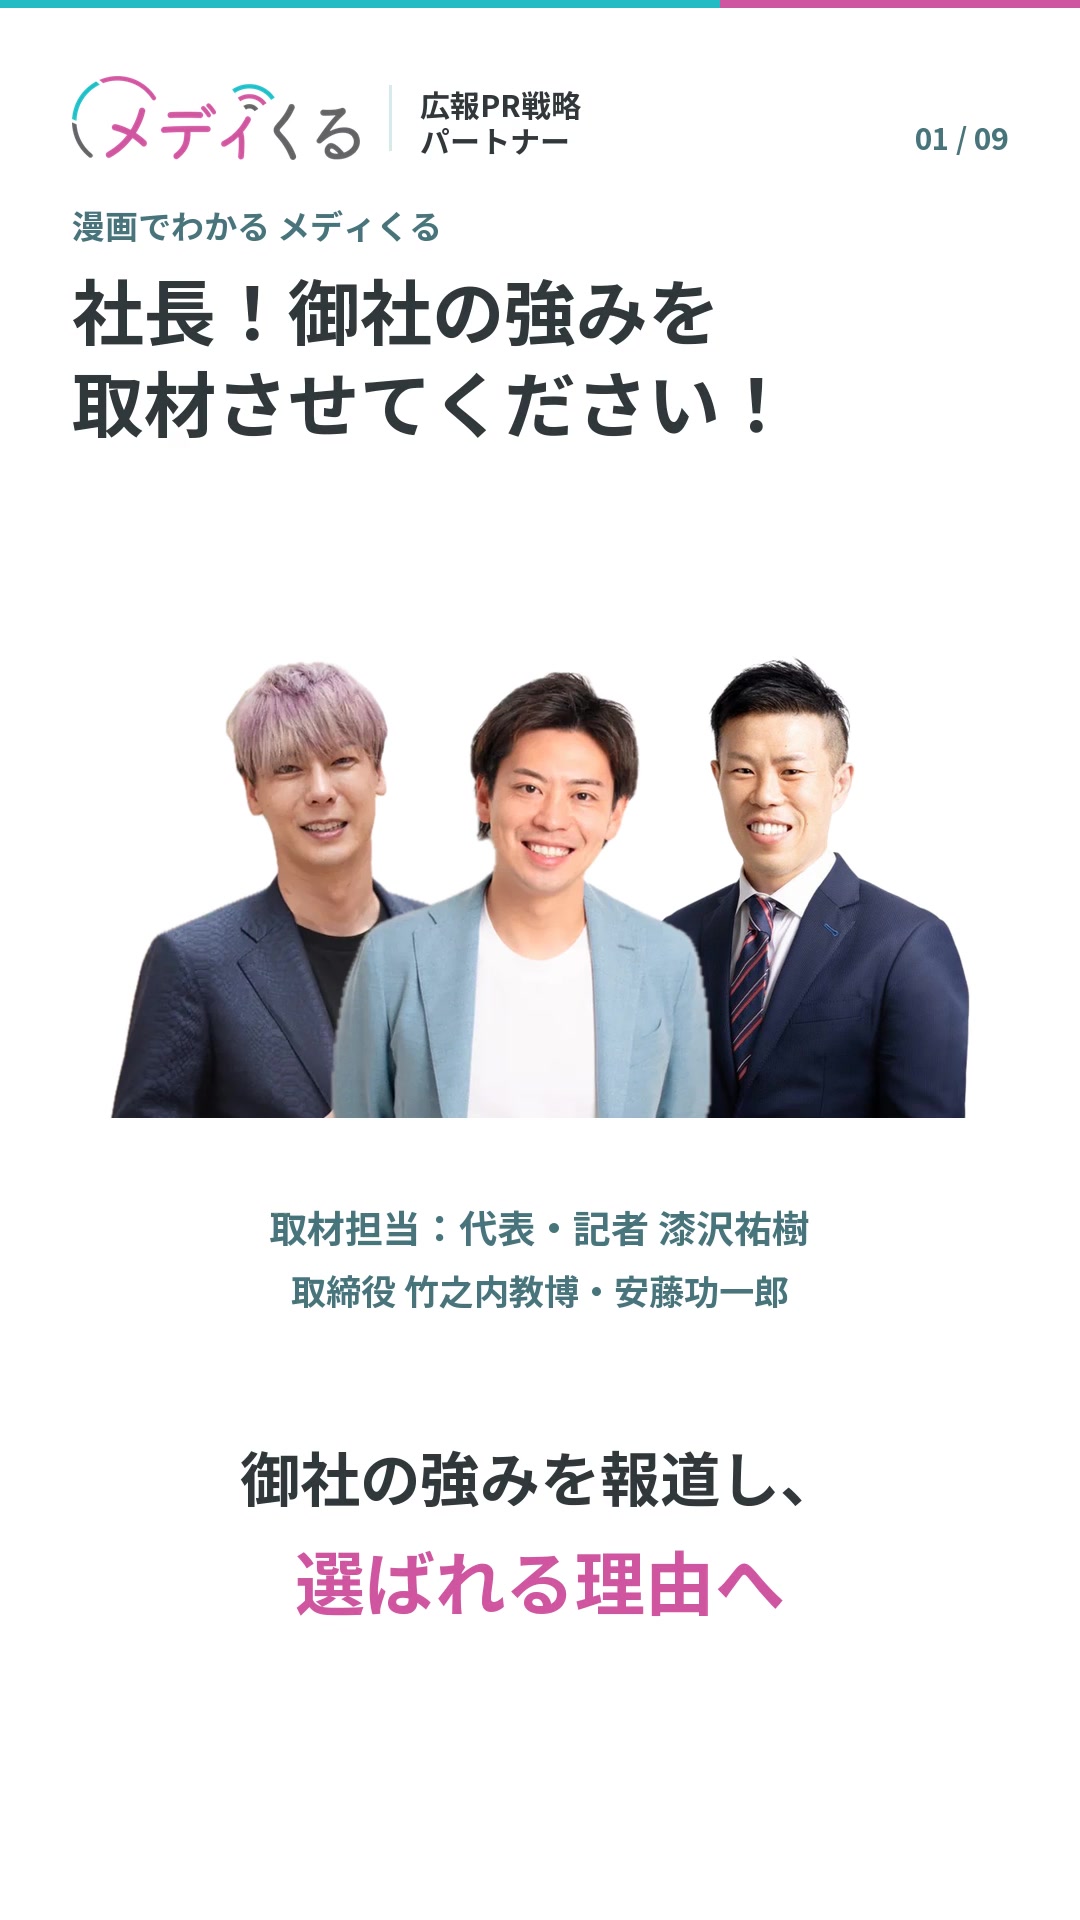 メディくる
広報PR戦略
パートナー
01 / 09
漫画でわかる メディくる
社長！御社の強みを
取材させてください！
取材担当：代表・記者 漆沢祐樹
取締役 竹之内教博・安藤功一郎
御社の強みを報道し、
選ばれる理由へ